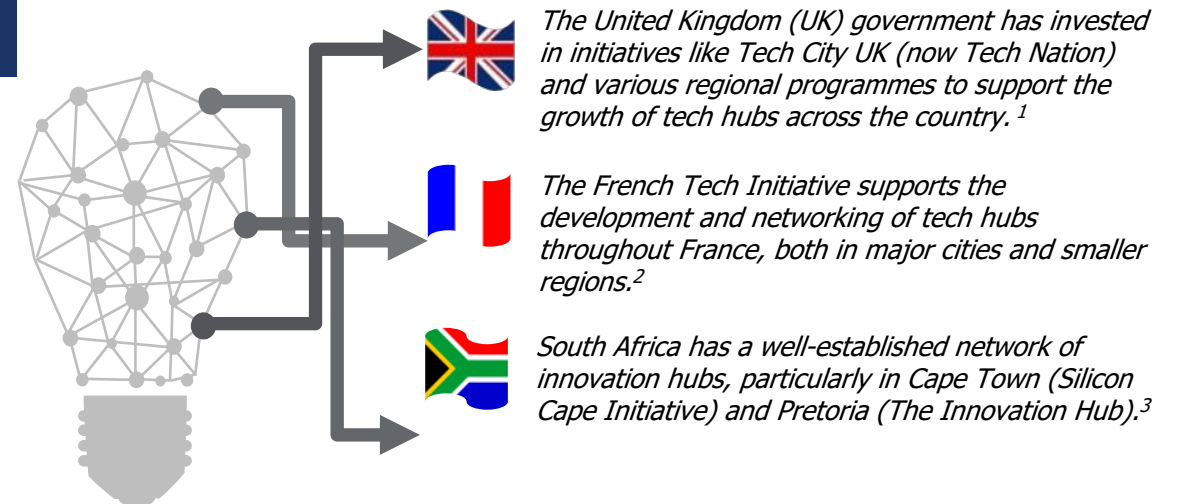 The United Kingdom (UK) government has invested
in initiatives like Tech City UK (now Tech Nation)
and various regional programmes to support the
growth of tech hubs across the country. 1
The French Tech Initiative supports the
development and networking of tech hubs
throughout France, both in major cities and smaller
regions.2
South Africa has a well-established network of
innovation hubs, particularly in Cape Town (Silicon
Cape Initiative) and Pretoria (The Innovation Hub).3